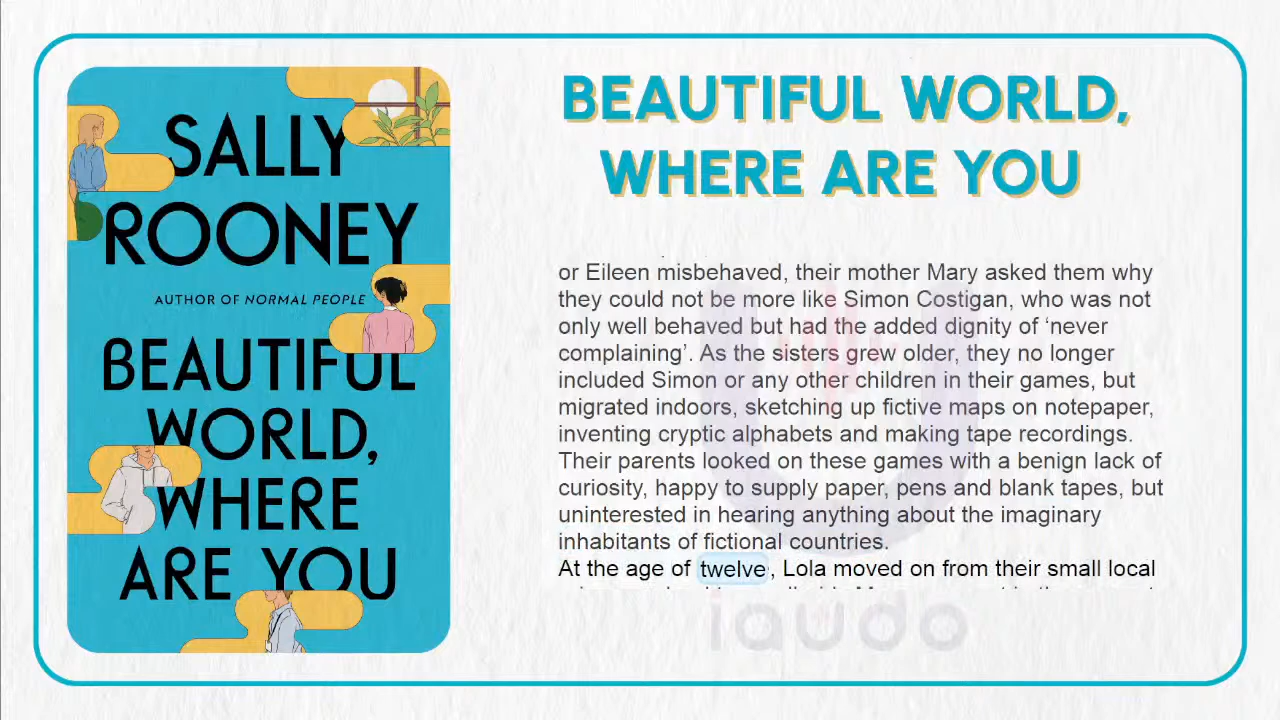 SALLY
ROONEY
AUTHOR OF NORMAL PEOPLE
BEAUTIFUL
WORLD,
WHERE
ARE YOU
BEAUTIFUL WORLD,
WHERE ARE YOU
or Eileen misbehaved, their mother Mary asked them why
they could not be more like Simon Costigan, who was not
only well behaved but had the added dignity of ‘never
complaining’. As the sisters grew older, they no longer
included Simon or any other children in their games, but
migrated indoors, sketching up fictive maps on notepaper,
inventing cryptic alphabets and making tape recordings.
Their parents looked on these games with a benign lack of
curiosity, happy to supply paper, pens and blank tapes, but
uninterested in hearing anything about the imaginary
inhabitants of fictional countries.
At the age of twelve, Lola moved on from their small local
iaudo